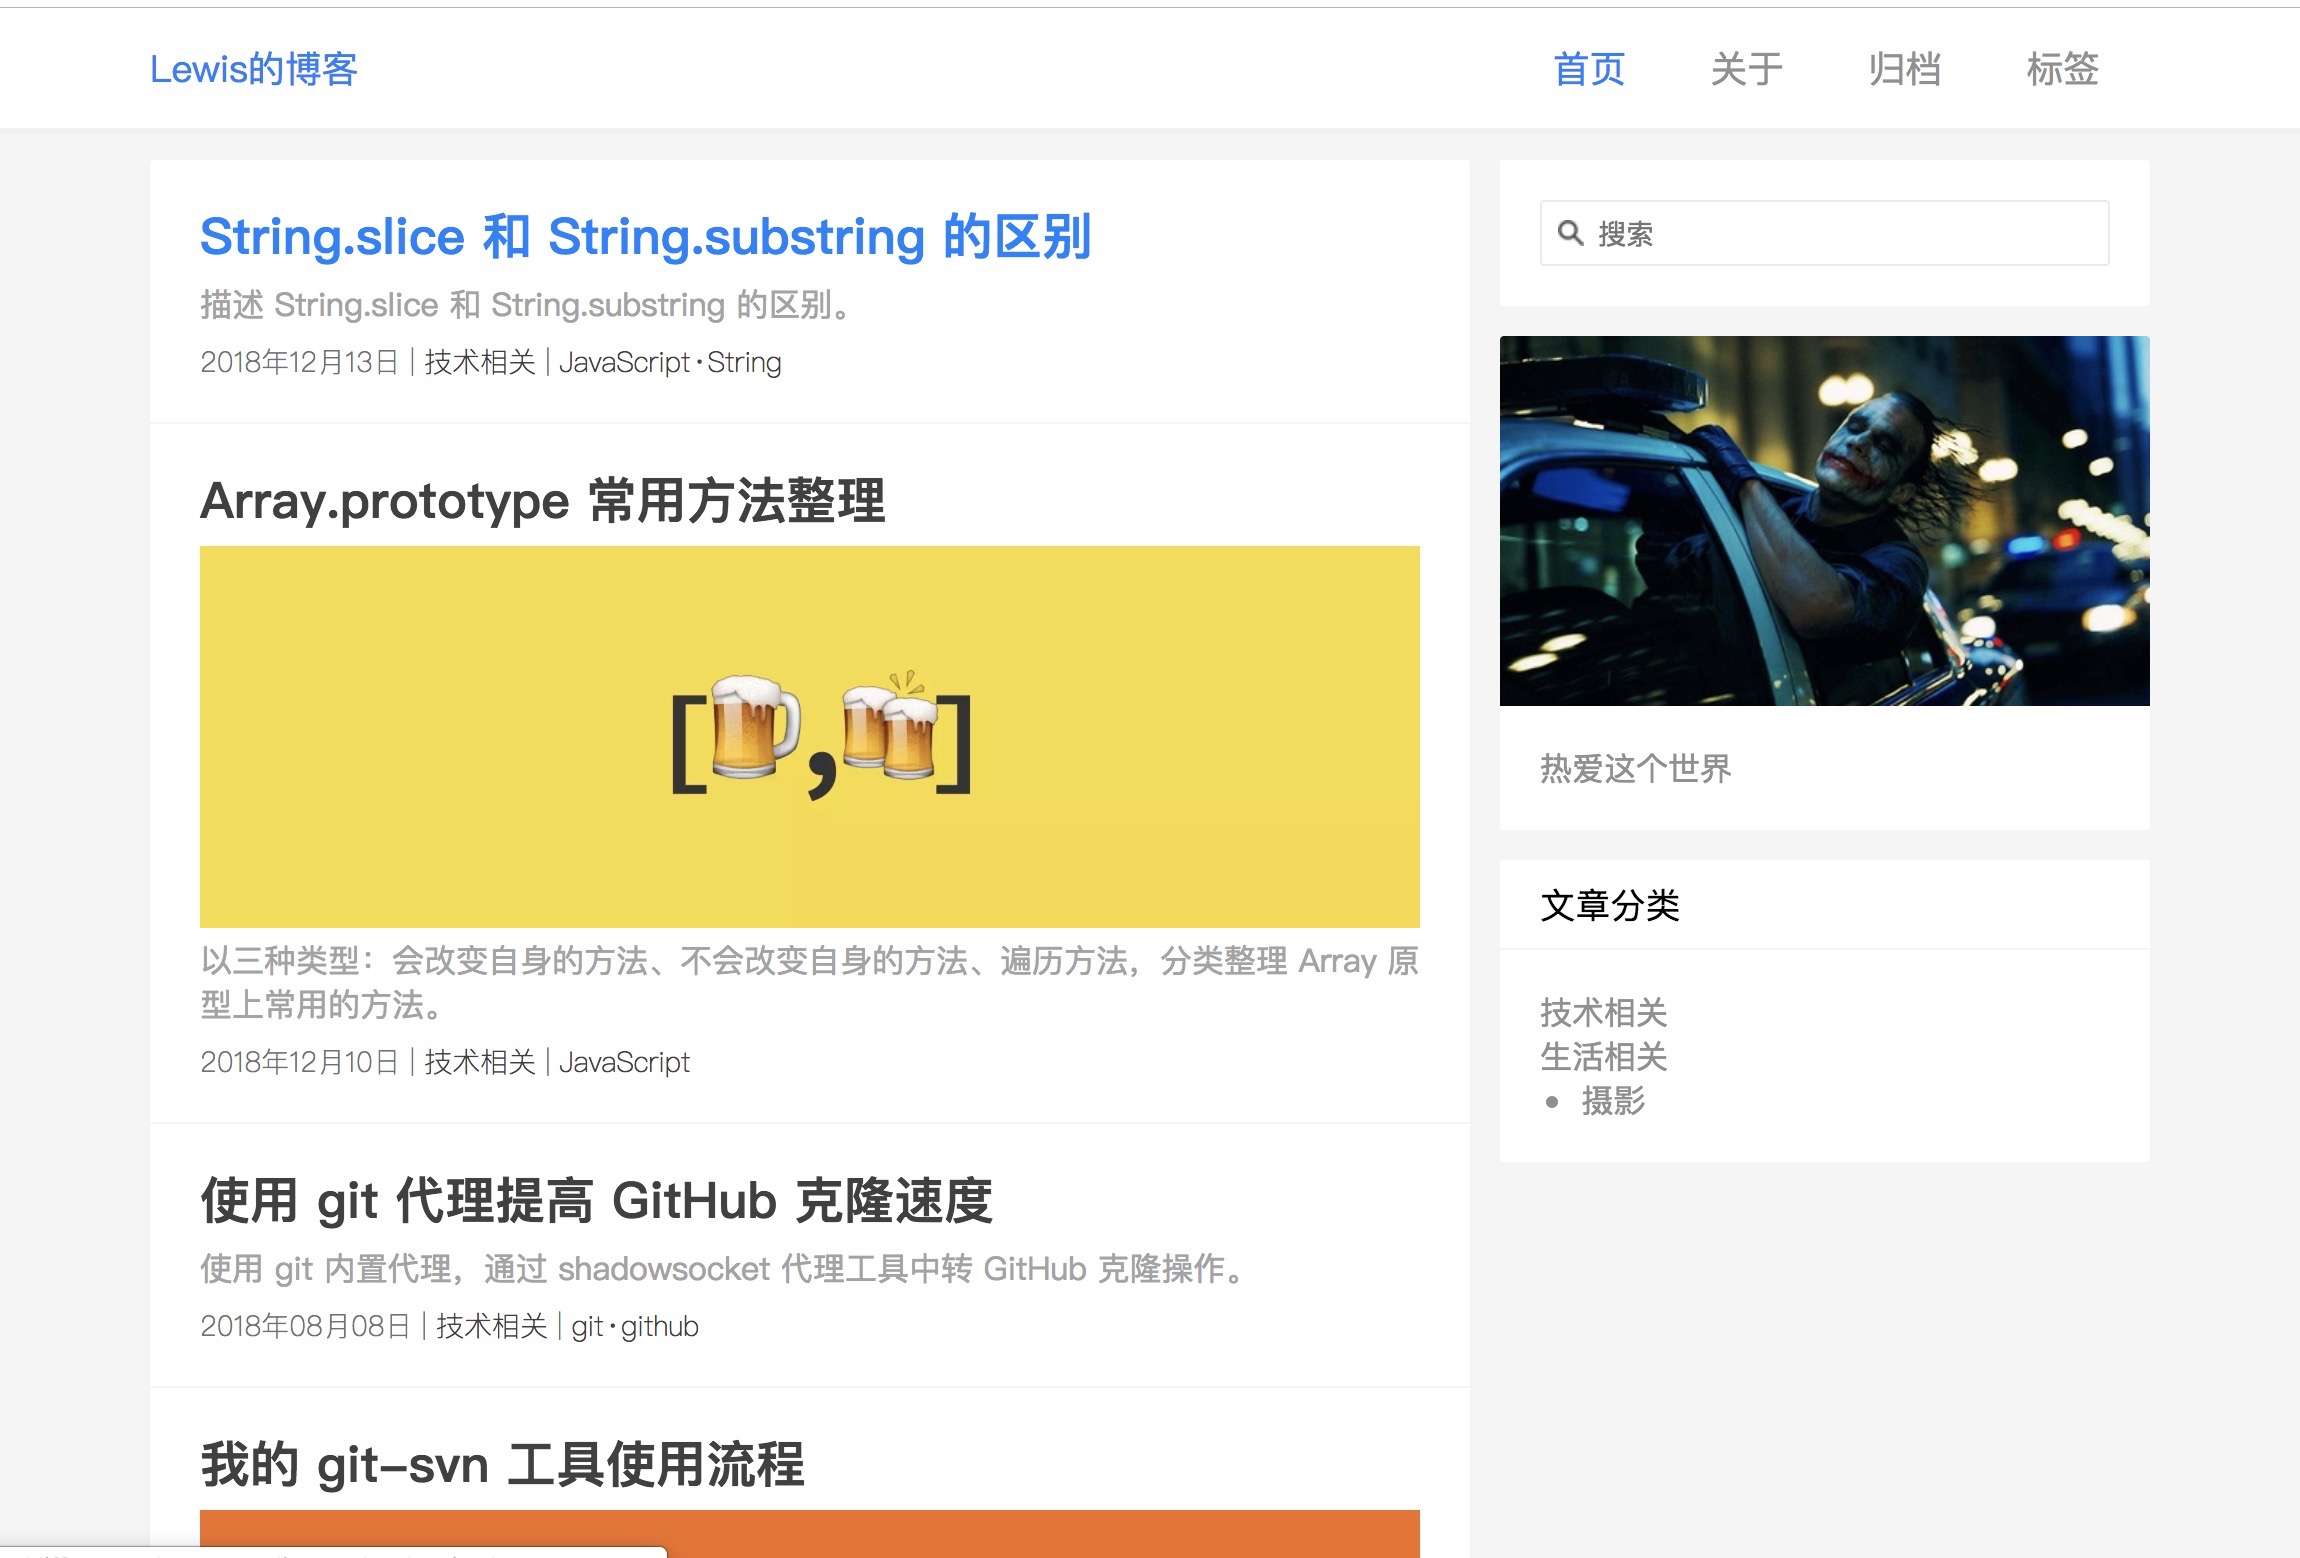 Lewis的博客
首页 关于 归档 标签
String.slice 和 String.substring 的区别
描述 String.slice 和 String.substring 的区别。
2018年12月13日 | 技术相关 | JavaScript·String
Array.prototype 常用方法整理
[🍺,🍻]
以三种类型：会改变自身的方法、不会改变自身的方法、遍历方法，分类整理 Array 原
型上常用的方法。
2018年12月10日 | 技术相关 | JavaScript
使用 git 代理提高 GitHub 克隆速度
使用 git 内置代理，通过 shadowsocket 代理工具中转 GitHub 克隆操作。
2018年08月08日 | 技术相关 | git·github
我的 git-svn 工具使用流程
搜索
热爱这个世界
文章分类
技术相关
生活相关
• 摄影